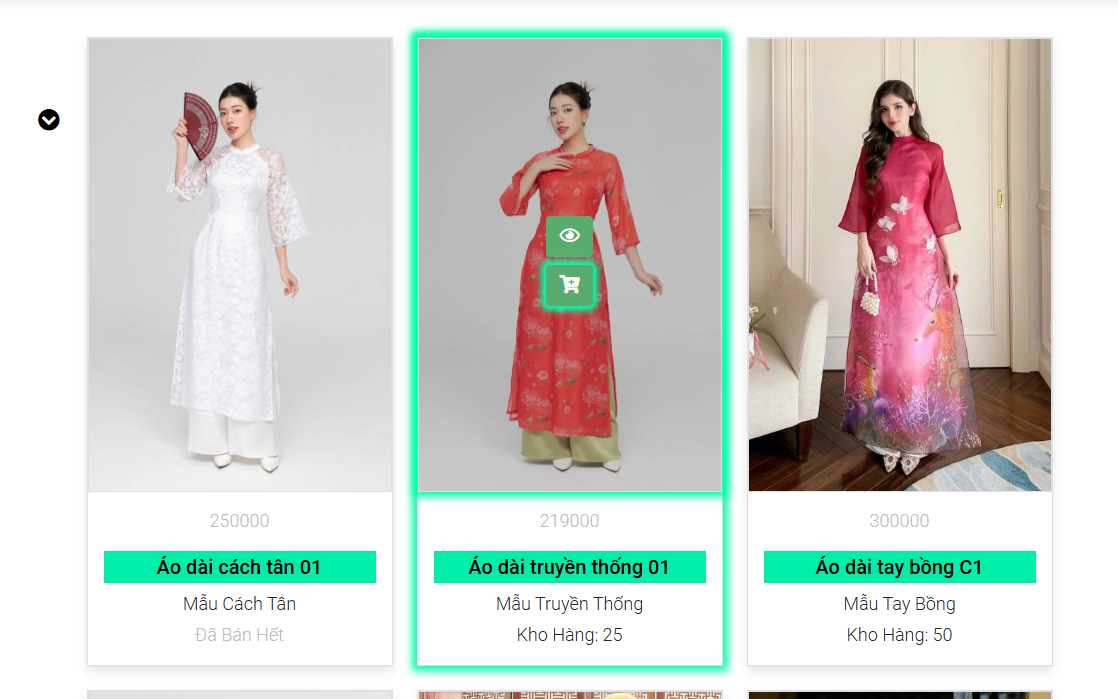 250000
Áo dài cách tân 01
Mẫu Cách Tân
Đã Bán Hết
219000
Áo dài truyền thống 01
Mẫu Truyền Thống
Kho Hàng: 25
300000
Áo dài tay bồng C1
Mẫu Tay Bồng
Kho Hàng: 50